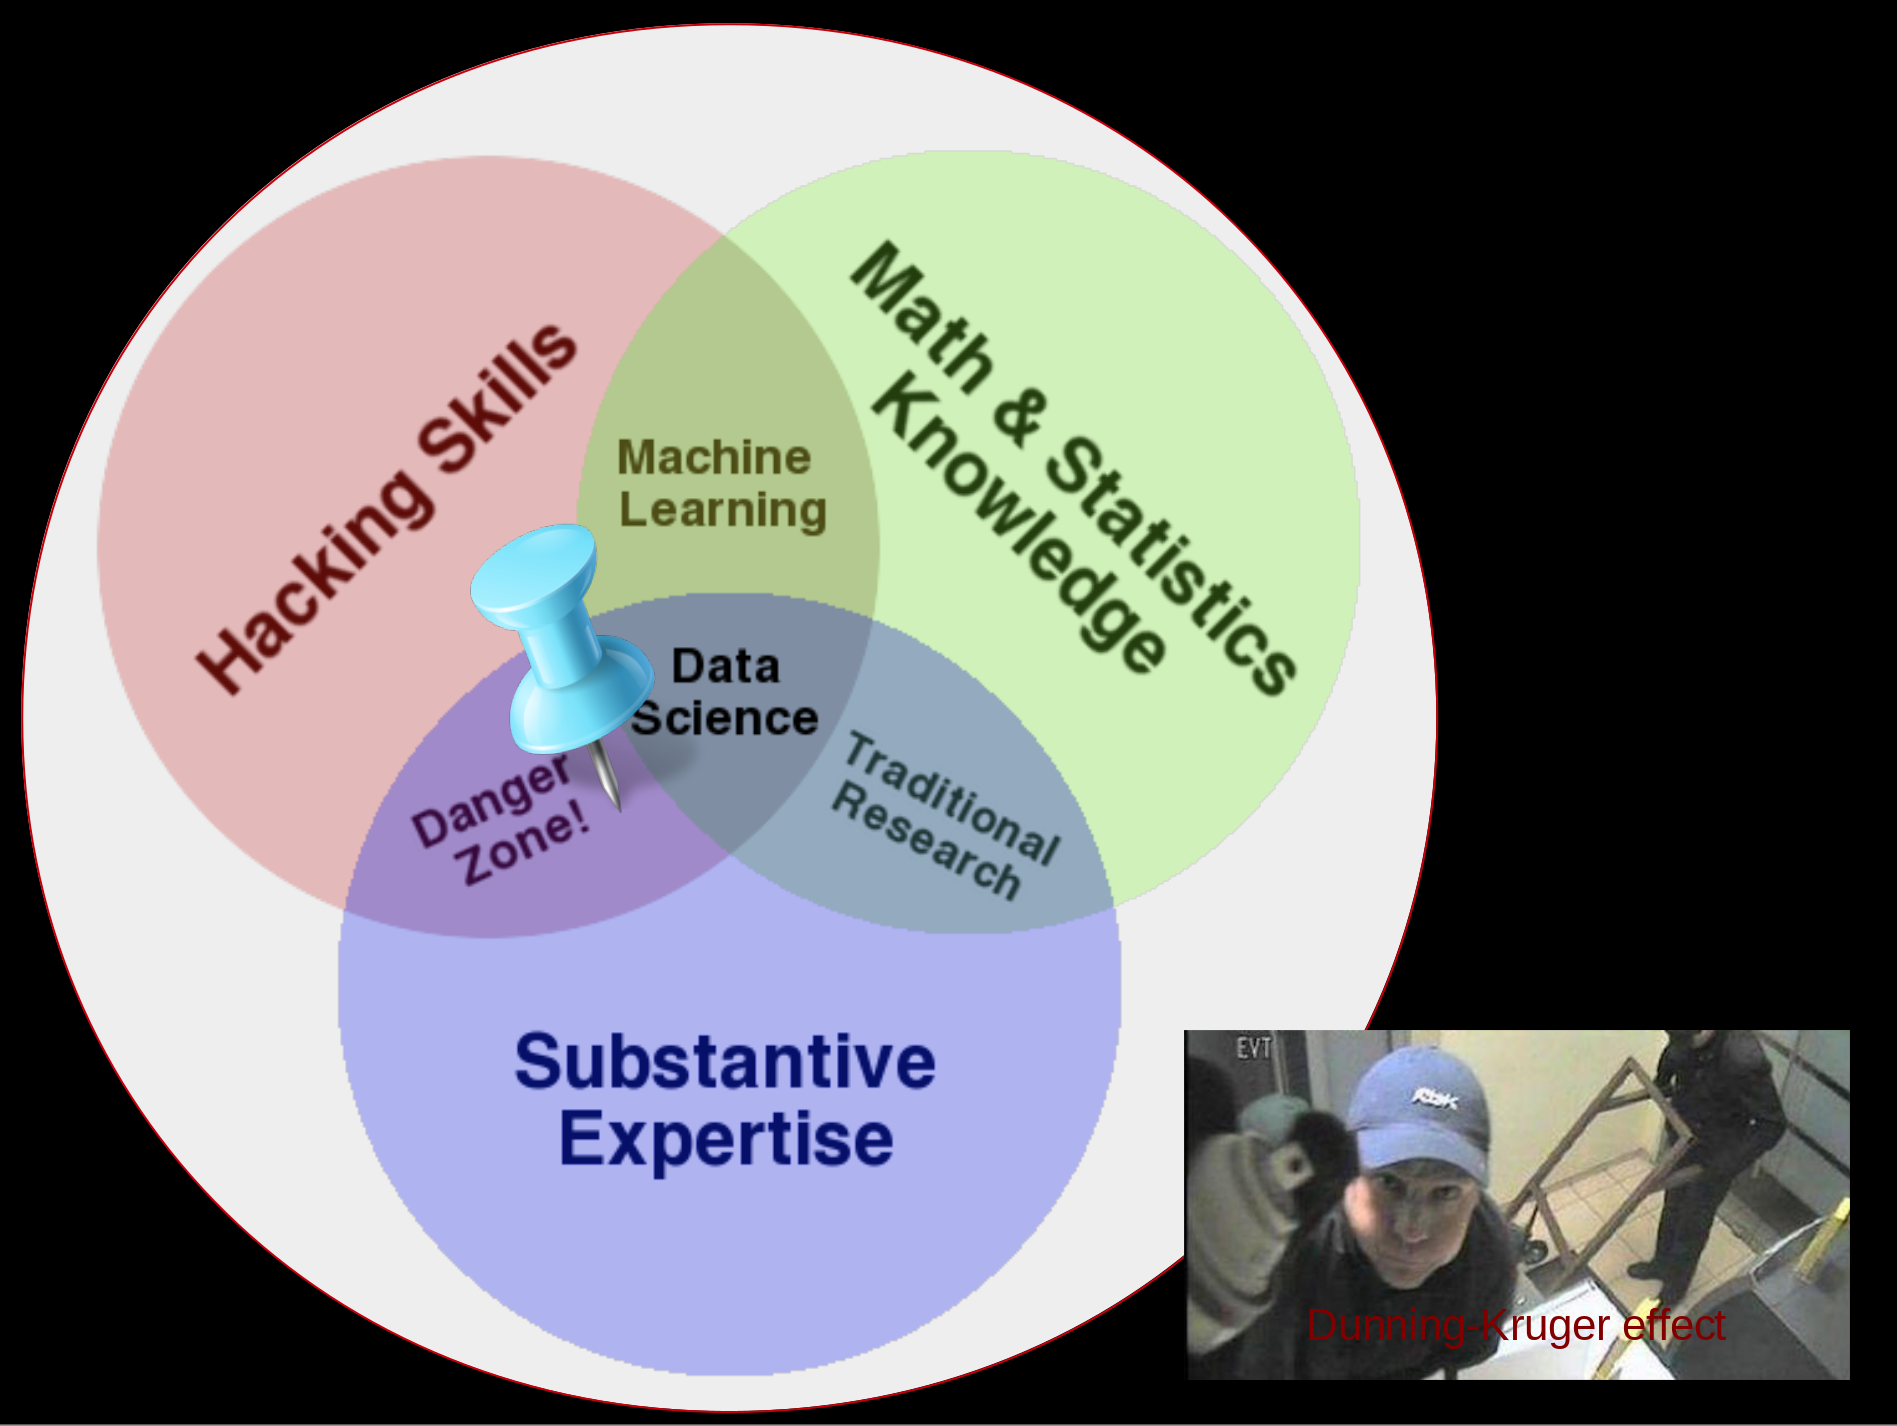 Hacking Skills
Math & Statistics
Knowledge
Machine
Learning
Data
Science
Danger
Zone!
Traditional
Research
Substantive
Expertise
EVT
RBK
Dunning-Kruger effect